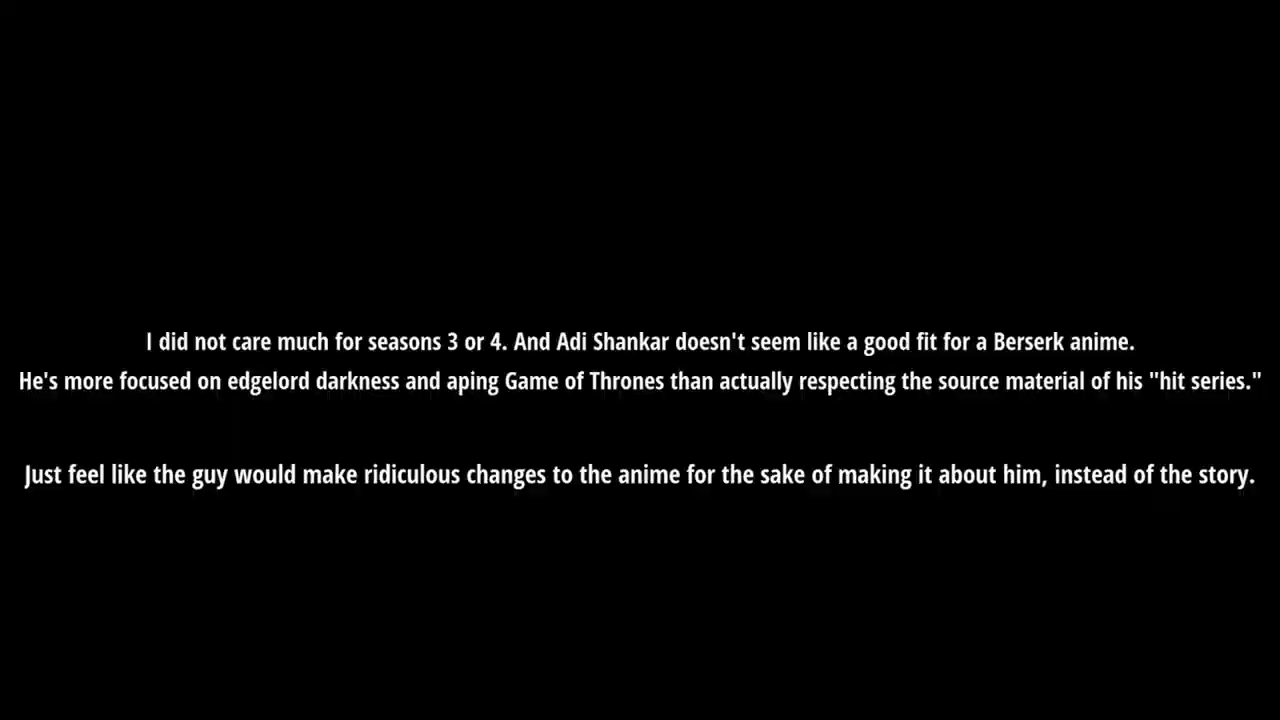 I did not care much for seasons 3 or 4. And Adi Shankar doesn't seem like a good fit for a Berserk anime.
He's more focused on edgelord darkness and aping Game of Thrones than actually respecting the source material of his "hit series."
Just feel like the guy would make ridiculous changes to the anime for the sake of making it about him, instead of the story.